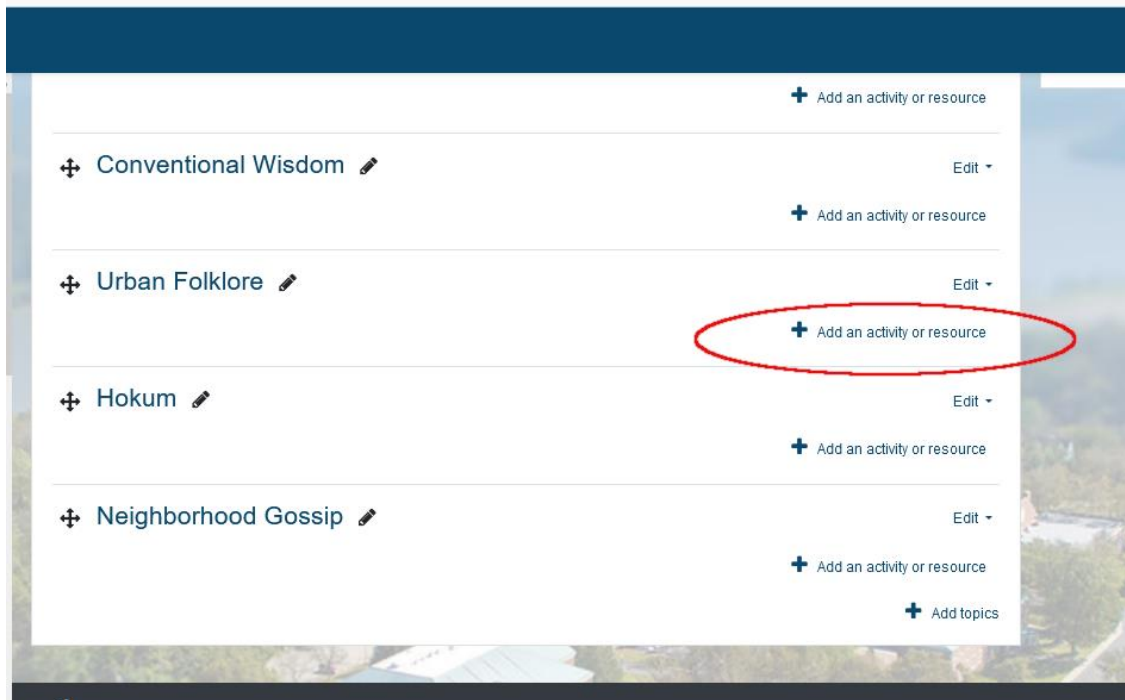 Add an activity or resource
Conventional Wisdom
Edit
Add an activity or resource
Urban Folklore
Edit
Add an activity or resource
Hokum
Edit
Add an activity or resource
Neighborhood Gossip
Edit
Add an activity or resource
Add topics